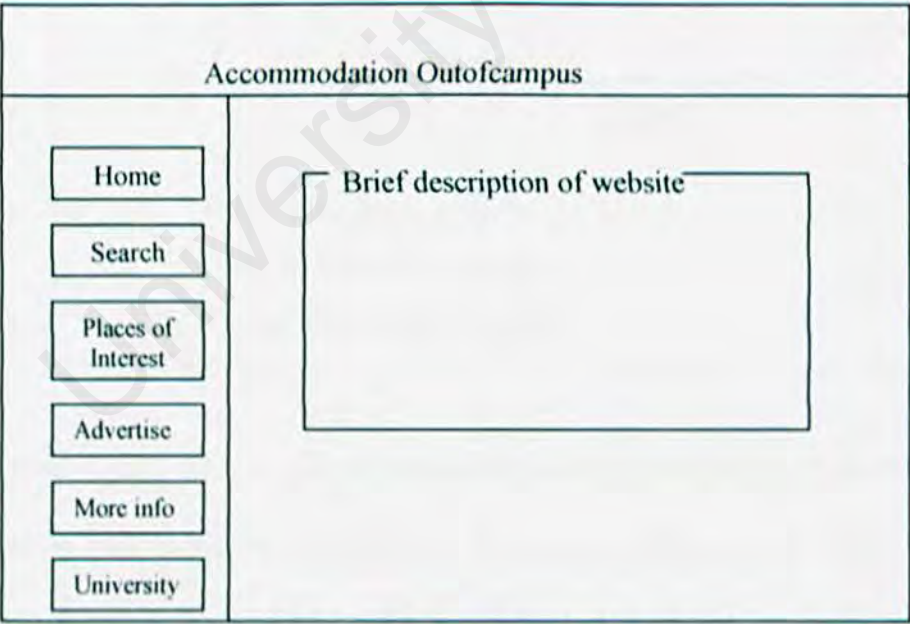 Accommodation Outofcampus
Home
Search
Places of
Interest
Advertise
More info
University
Brief description of website
University